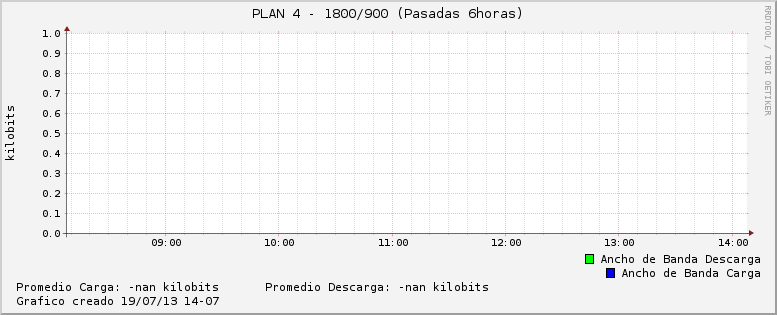 PLAN 4 - 1800/900 (Pasadas 6horas)
RRDTOOL / TOBI OETIKER
kilobits
1.0
0.9
0.8
0.7
0.6
0.5
0.4
0.3
0.2
0.1
0.0
09:00 10:00 11:00 12:00 13:00 14:00
Ancho de Banda Descarga
Ancho de Banda Carga
Promedio Carga: -nan kilobits Promedio Descarga: -nan kilobits
Grafico creado 19/07/13 14-07